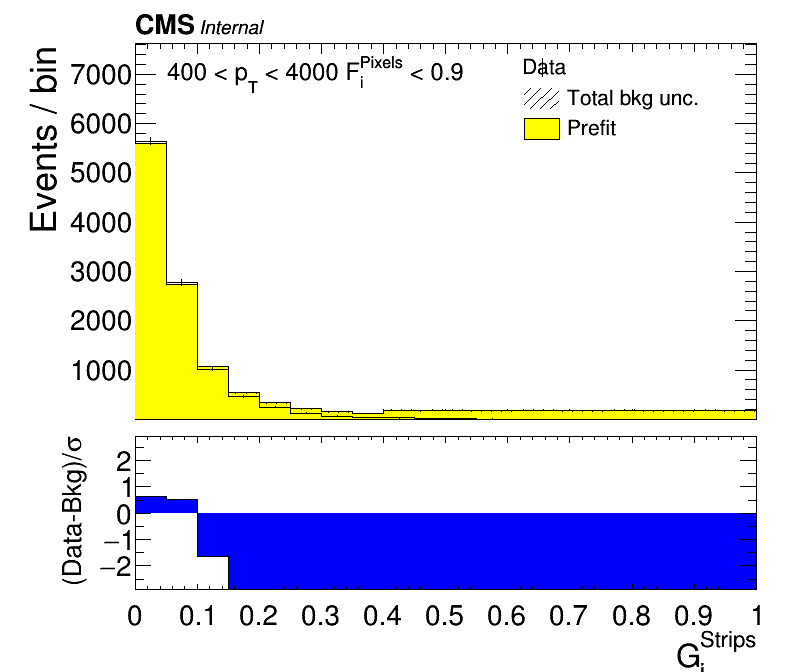 CMS Internal
Events / bin
400 < p_T < 4000 F_i^Pixels < 0.9
Data
Total bkg unc.
Prefit
7000
6000
5000
4000
3000
2000
1000
(Data-Bkg)/σ
2
1
0
−1
−2
0 0.1 0.2 0.3 0.4 0.5 0.6 0.7 0.8 0.9 1
G_i^Strips